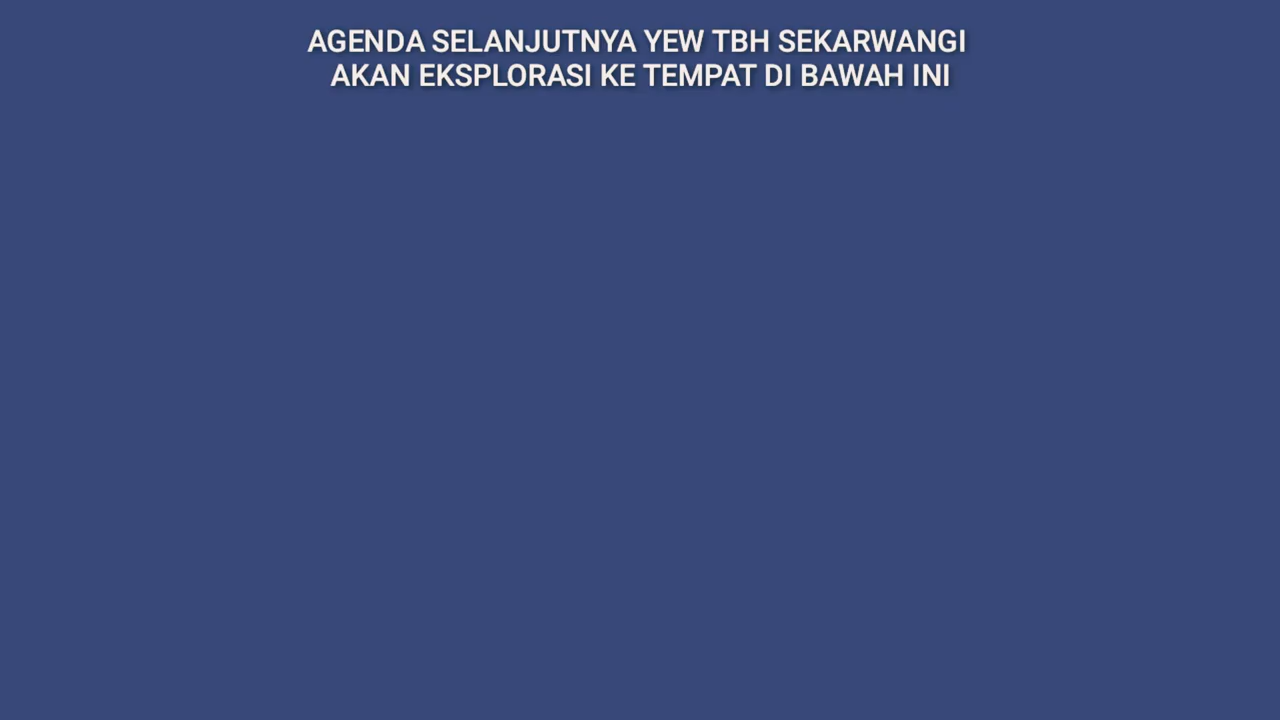 AGENDA SELANJUTNYA YEW TBH SEKARWANGI
AKAN EKSPLORASI KE TEMPAT DI BAWAH INI